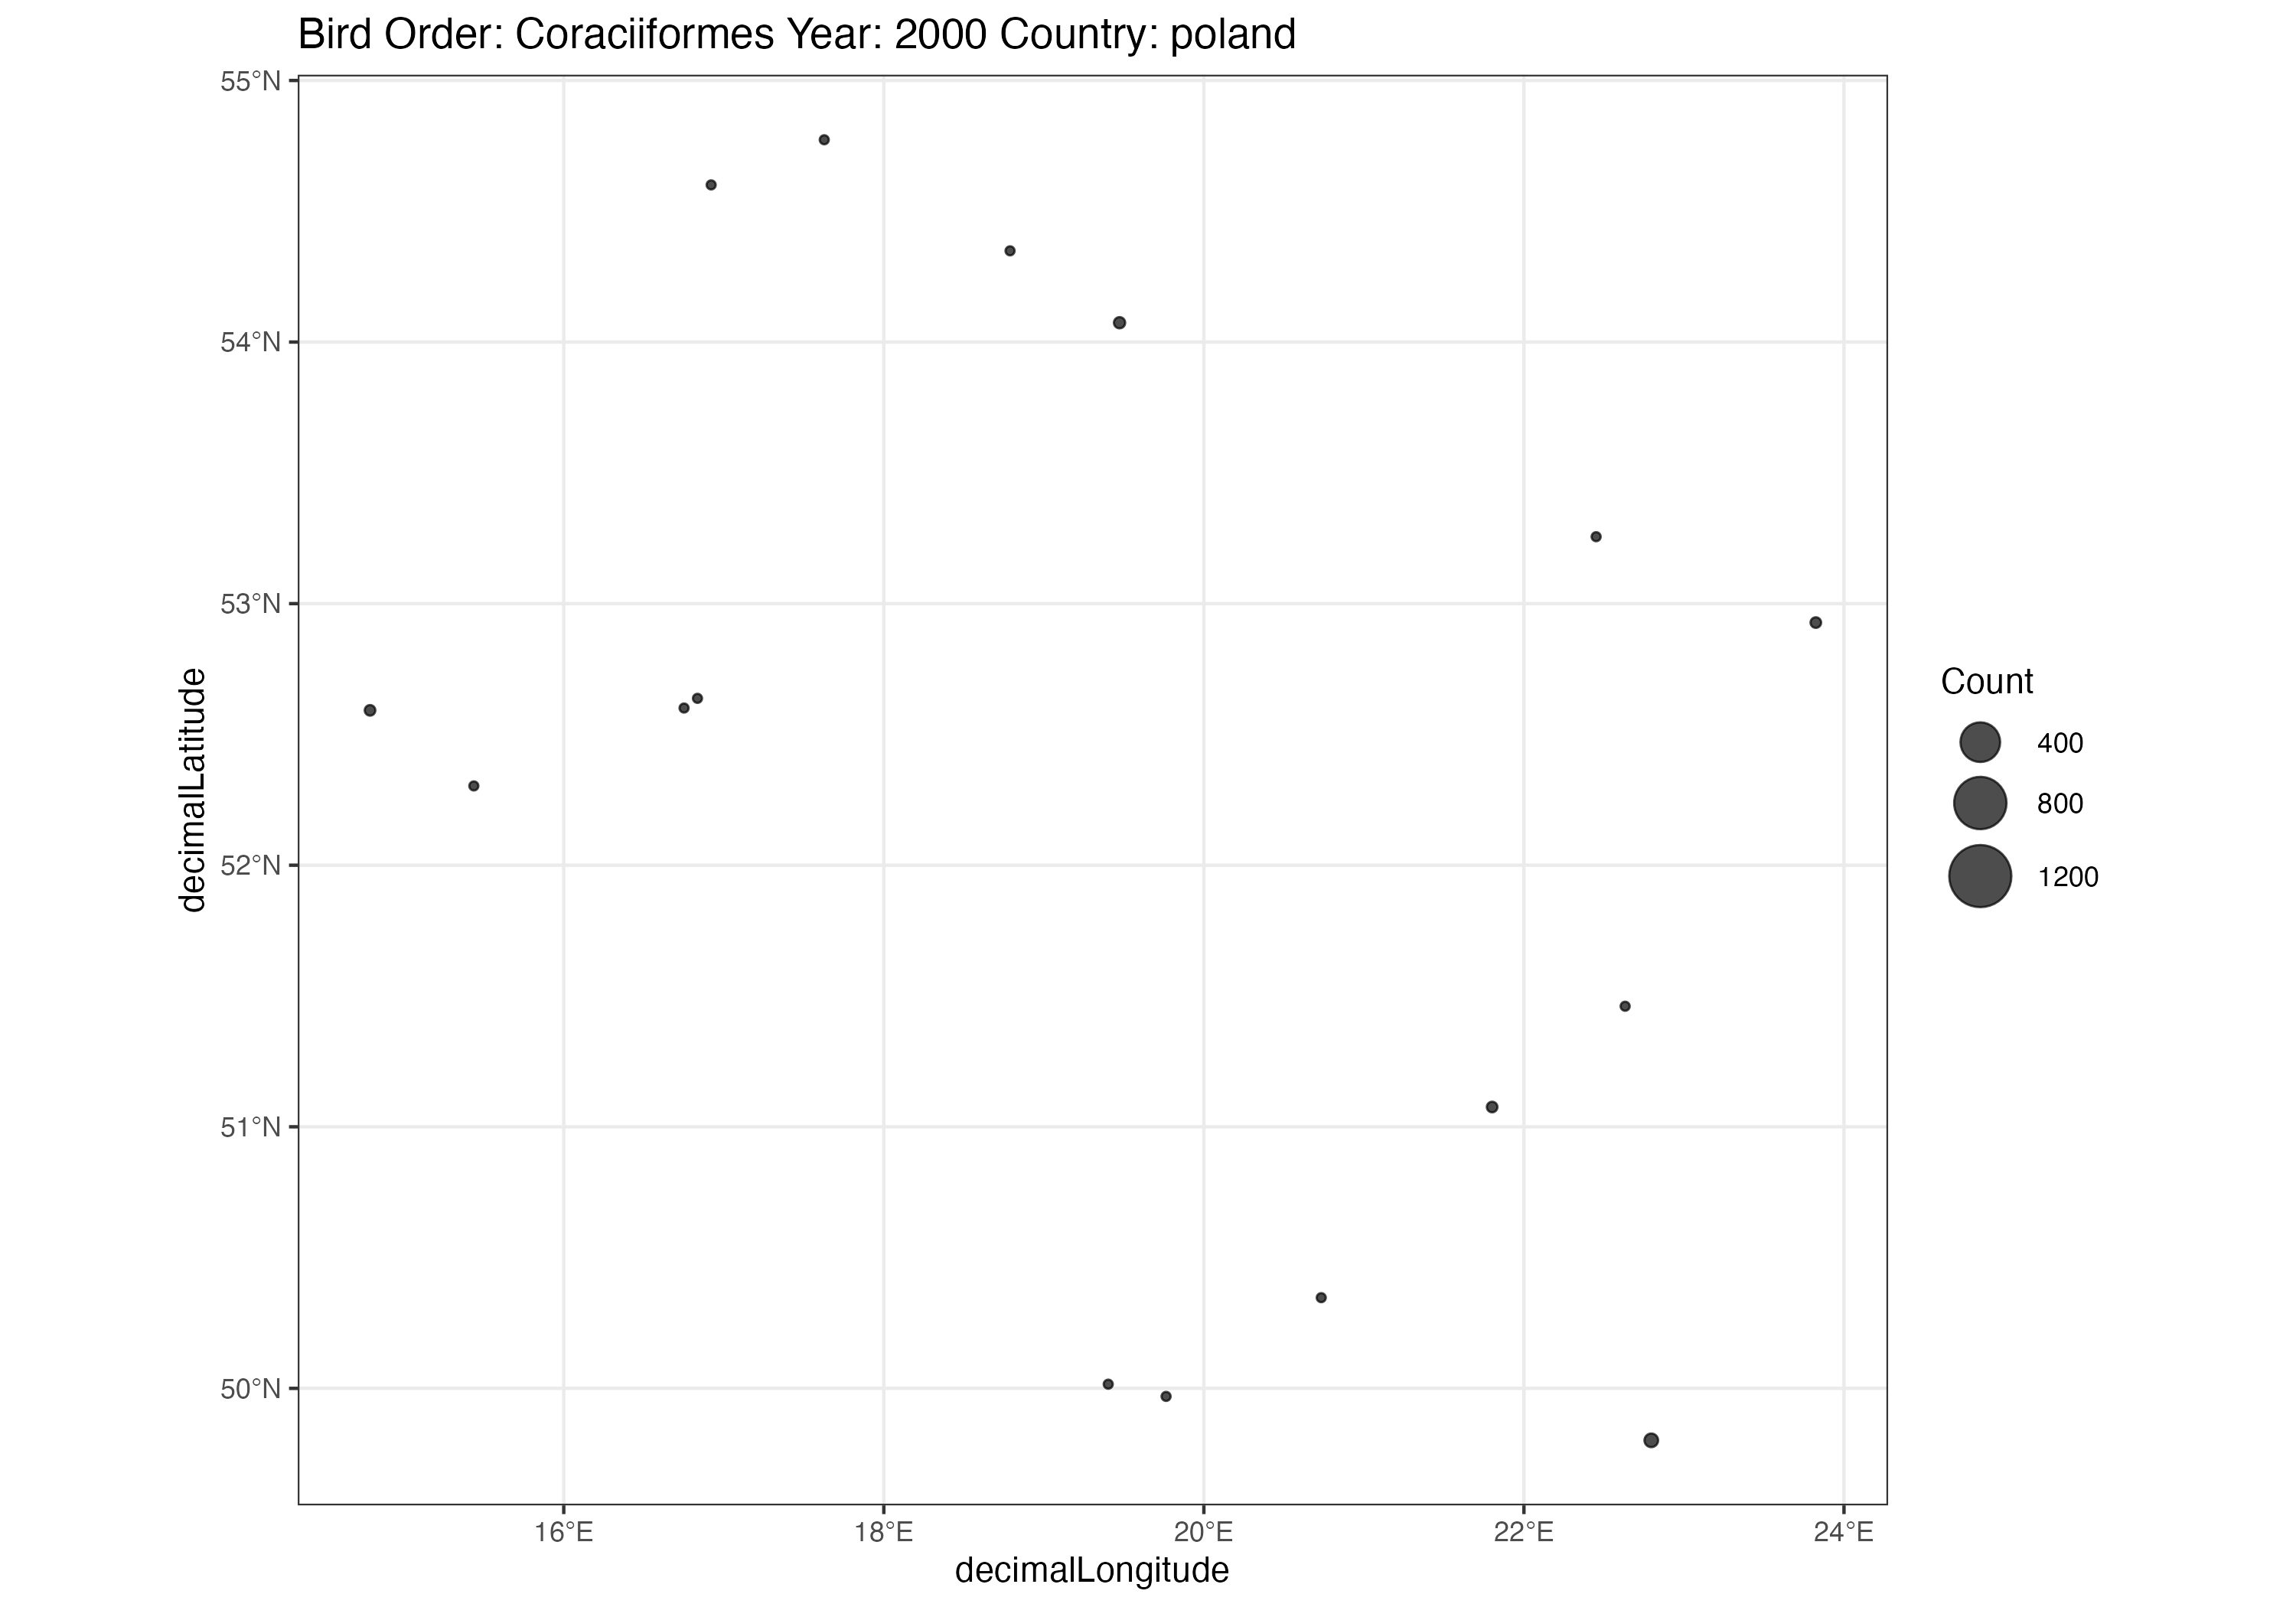 Bird Order: Coraciiformes Year: 2000 Country: poland
55°N
54°N
53°N
52°N
51°N
50°N
decimalLatitude
16°E
18°E
20°E
22°E
24°E
decimalLongitude
Count
400
800
1200